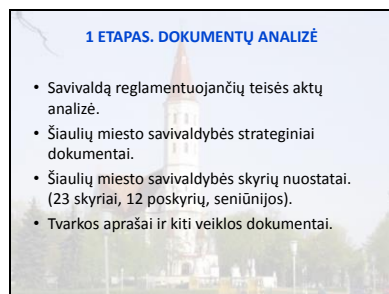 1 ETAPAS. DOKUMENTŲ ANALIZĖ
• Savivaldą reglamentuojančių teisės aktų
analizė.
• Šiaulių miesto savivaldybės strateginiai
dokumentai.
• Šiaulių miesto savivaldybės skyrių nuostatai.
(23 skyriai, 12 poskyrių, seniūnijos).
• Tvarkos aprašai ir kiti veiklos dokumentai.